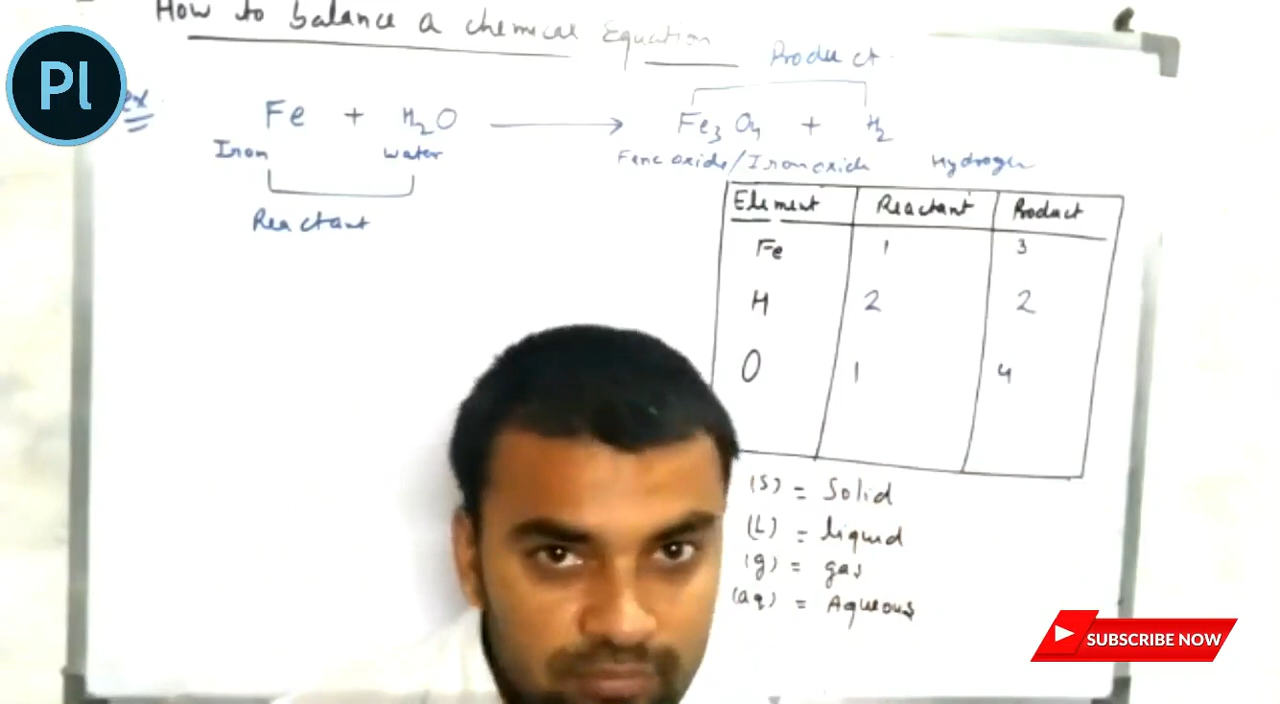 How to balance a chemical Equation
Product
Pl
ex
Fe + H₂O → Fe₃O₄ + H₂
Iron water Ferric oxide/Iron oxide Hydrogen
Reactant
Element Reactant Product
Fe 1 3
H 2 2
O 1 4
(S) = Solid
(L) = liquid
(g) = gas
(aq) = Aqueous
SUBSCRIBE NOW